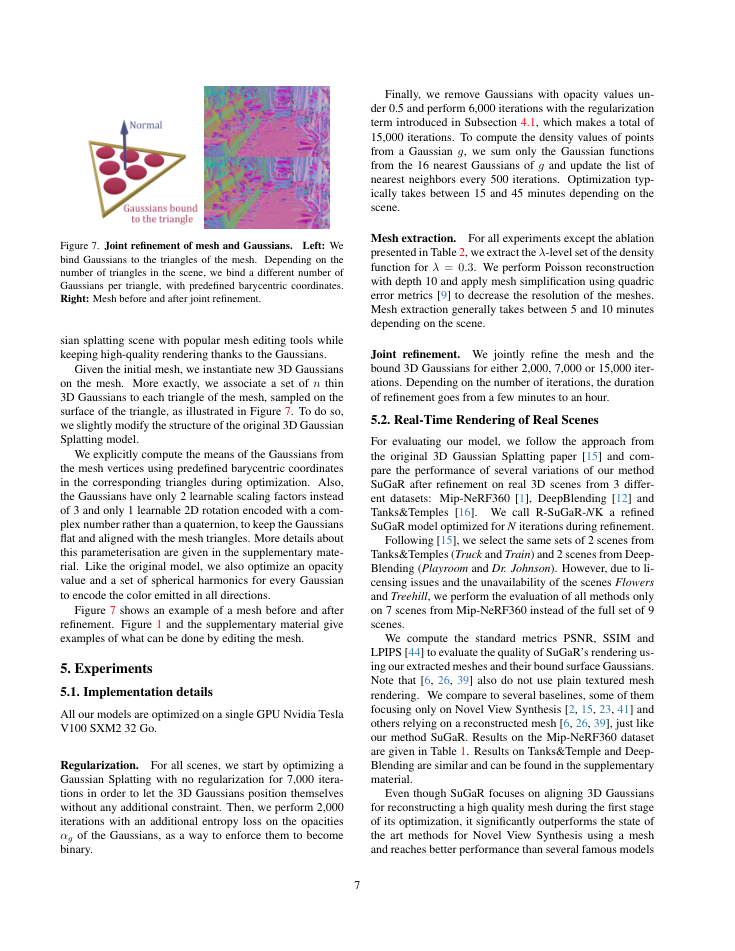 Normal
Gaussians bound
to the triangle
Figure 7. Joint refinement of mesh and Gaussians. Left: We
bind Gaussians to the triangles of the mesh. Depending on the
number of triangles in the scene, we bind a different number of
Gaussians per triangle, with predefined barycentric coordinates.
Right: Mesh before and after joint refinement.
sian splatting scene with popular mesh editing tools while
keeping high-quality rendering thanks to the Gaussians.
Given the initial mesh, we instantiate new 3D Gaussians
on the mesh. More exactly, we associate a set of n thin
3D Gaussians to each triangle of the mesh, sampled on the
surface of the triangle, as illustrated in Figure 7. To do so,
we slightly modify the structure of the original 3D Gaussian
Splatting model.
We explicitly compute the means of the Gaussians from
the mesh vertices using predefined barycentric coordinates
in the corresponding triangles during optimization. Also,
the Gaussians have only 2 learnable scaling factors instead
of 3 and only 1 learnable 2D rotation encoded with a com-
plex number rather than a quaternion, to keep the Gaussians
flat and aligned with the mesh triangles. More details about
this parameterisation are given in the supplementary mate-
rial. Like the original model, we also optimize an opacity
value and a set of spherical harmonics for every Gaussian
to encode the color emitted in all directions.
Figure 7 shows an example of a mesh before and after
refinement. Figure 1 and the supplementary material give
examples of what can be done by editing the mesh.
5. Experiments
5.1. Implementation details
All our models are optimized on a single GPU Nvidia Tesla
V100 SXM2 32 Go.
Regularization. For all scenes, we start by optimizing a
Gaussian Splatting with no regularization for 7,000 itera-
tions in order to let the 3D Gaussians position themselves
without any additional constraint. Then, we perform 2,000
iterations with an additional entropy loss on the opacities
αg of the Gaussians, as a way to enforce them to become
binary.
Finally, we remove Gaussians with opacity values un-
der 0.5 and perform 6,000 iterations with the regularization
term introduced in Subsection 4.1, which makes a total of
15,000 iterations. To compute the density values of points
from a Gaussian g, we sum only the Gaussian functions
from the 16 nearest Gaussians of g and update the list of
nearest neighbors every 500 iterations. Optimization typ-
ically takes between 15 and 45 minutes depending on the
scene.
Mesh extraction. For all experiments except the ablation
presented in Table 2, we extract the λ-level set of the density
function for λ = 0.3. We perform Poisson reconstruction
with depth 10 and apply mesh simplification using quadric
error metrics [9] to decrease the resolution of the meshes.
Mesh extraction generally takes between 5 and 10 minutes
depending on the scene.
Joint refinement. We jointly refine the mesh and the
bound 3D Gaussians for either 2,000, 7,000 or 15,000 iter-
ations. Depending on the number of iterations, the duration
of refinement goes from a few minutes to an hour.
5.2. Real-Time Rendering of Real Scenes
For evaluating our model, we follow the approach from
the original 3D Gaussian Splatting paper [15] and com-
pare the performance of several variations of our method
SuGaR after refinement on real 3D scenes from 3 differ-
ent datasets: Mip-NeRF360 [1], DeepBlending [12] and
Tanks&Temples [16]. We call R-SuGaR-NK a refined
SuGaR model optimized for N iterations during refinement.
Following [15], we select the same sets of 2 scenes from
Tanks&Temples (Truck and Train) and 2 scenes from Deep-
Blending (Playroom and Dr. Johnson). However, due to li-
censing issues and the unavailability of the scenes Flowers
and Treehill, we perform the evaluation of all methods only
on 7 scenes from Mip-NeRF360 instead of the full set of 9
scenes.
We compute the standard metrics PSNR, SSIM and
LPIPS [44] to evaluate the quality of SuGaR's rendering us-
ing our extracted meshes and their bound surface Gaussians.
Note that [6, 26, 39] also do not use plain textured mesh
rendering. We compare to several baselines, some of them
focusing only on Novel View Synthesis [2, 15, 23, 41] and
others relying on a reconstructed mesh [6, 26, 39], just like
our method SuGaR. Results on the Mip-NeRF360 dataset
are given in Table 1. Results on Tanks&Temple and Deep-
Blending are similar and can be found in the supplementary
material.
Even though SuGaR focuses on aligning 3D Gaussians
for reconstructing a high quality mesh during the first stage
of its optimization, it significantly outperforms the state of
the art methods for Novel View Synthesis using a mesh
and reaches better performance than several famous models
7